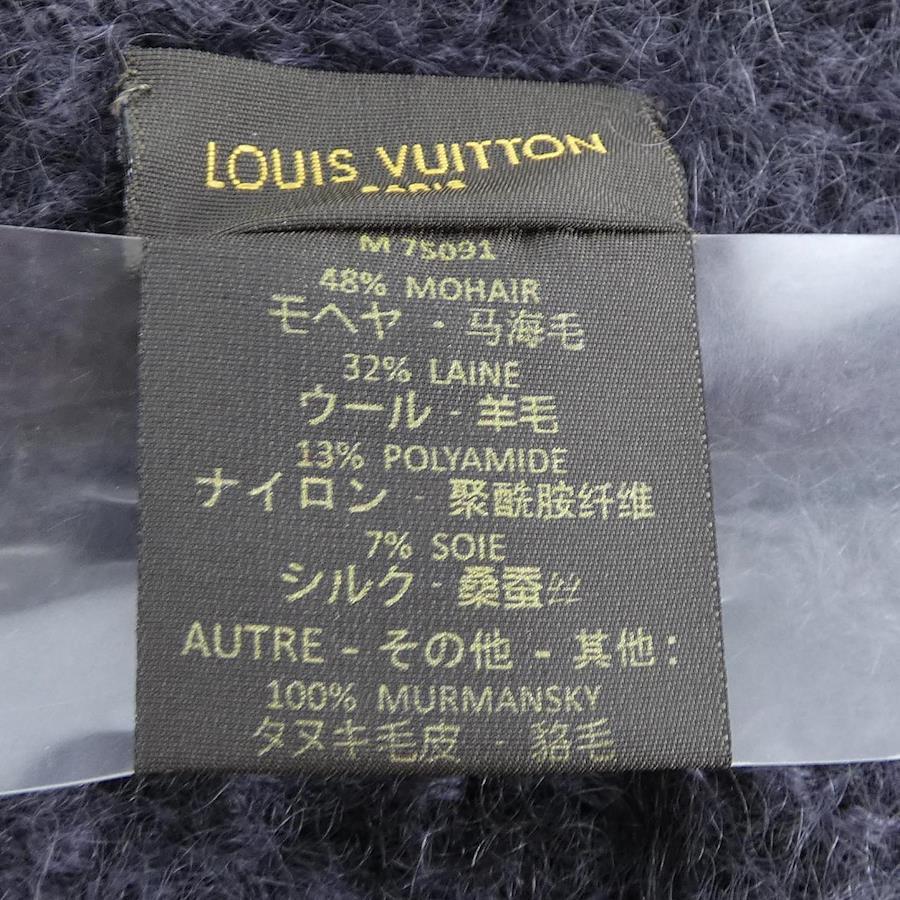 LOUIS VUITTON
PARIS
M 75091
48% MOHAIR
モヘヤ · 马海毛
32% LAINE
ウール - 羊毛
13% POLYAMIDE
ナイロン - 聚酰胺纤维
7% SOIE
シルク · 桑蚕丝
AUTRE - その他 - 其他:
100% MURMANSKY
タヌキ毛皮 - 貉毛